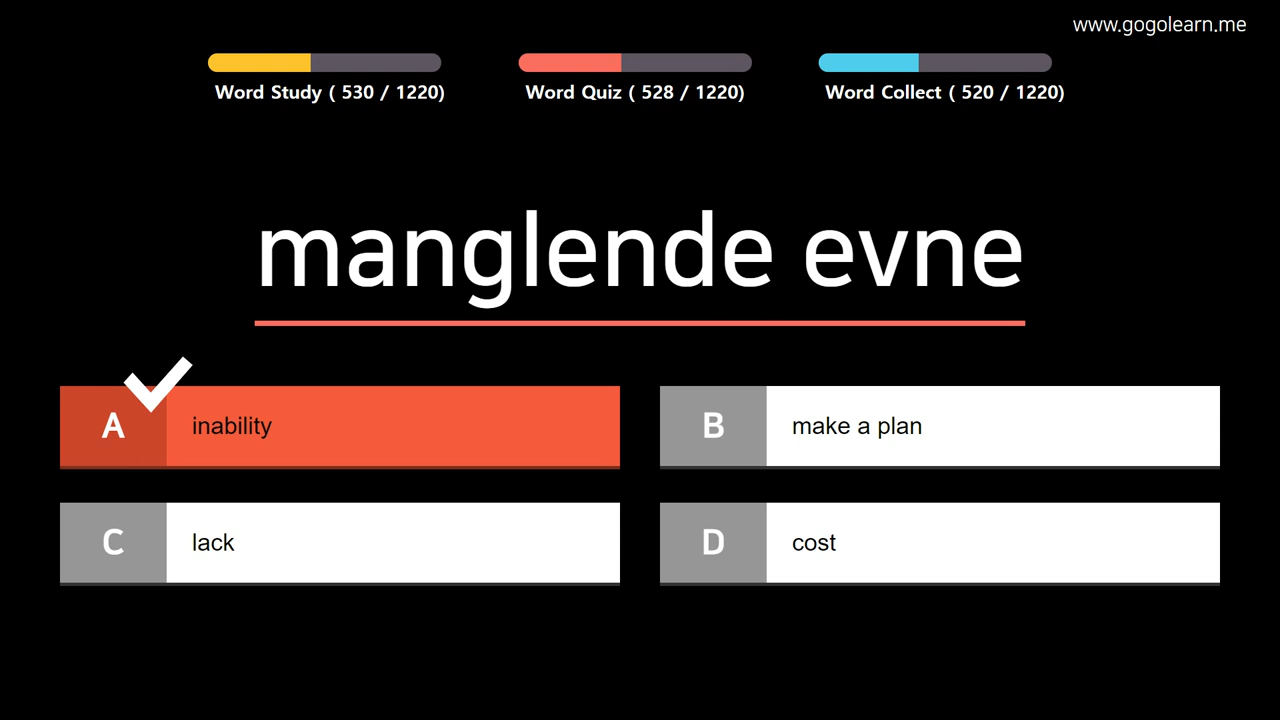 www.gogolearn.me
Word Study ( 530 / 1220)
Word Quiz ( 528 / 1220)
Word Collect ( 520 / 1220)
manglende evne
A inability
B make a plan
C lack
D cost